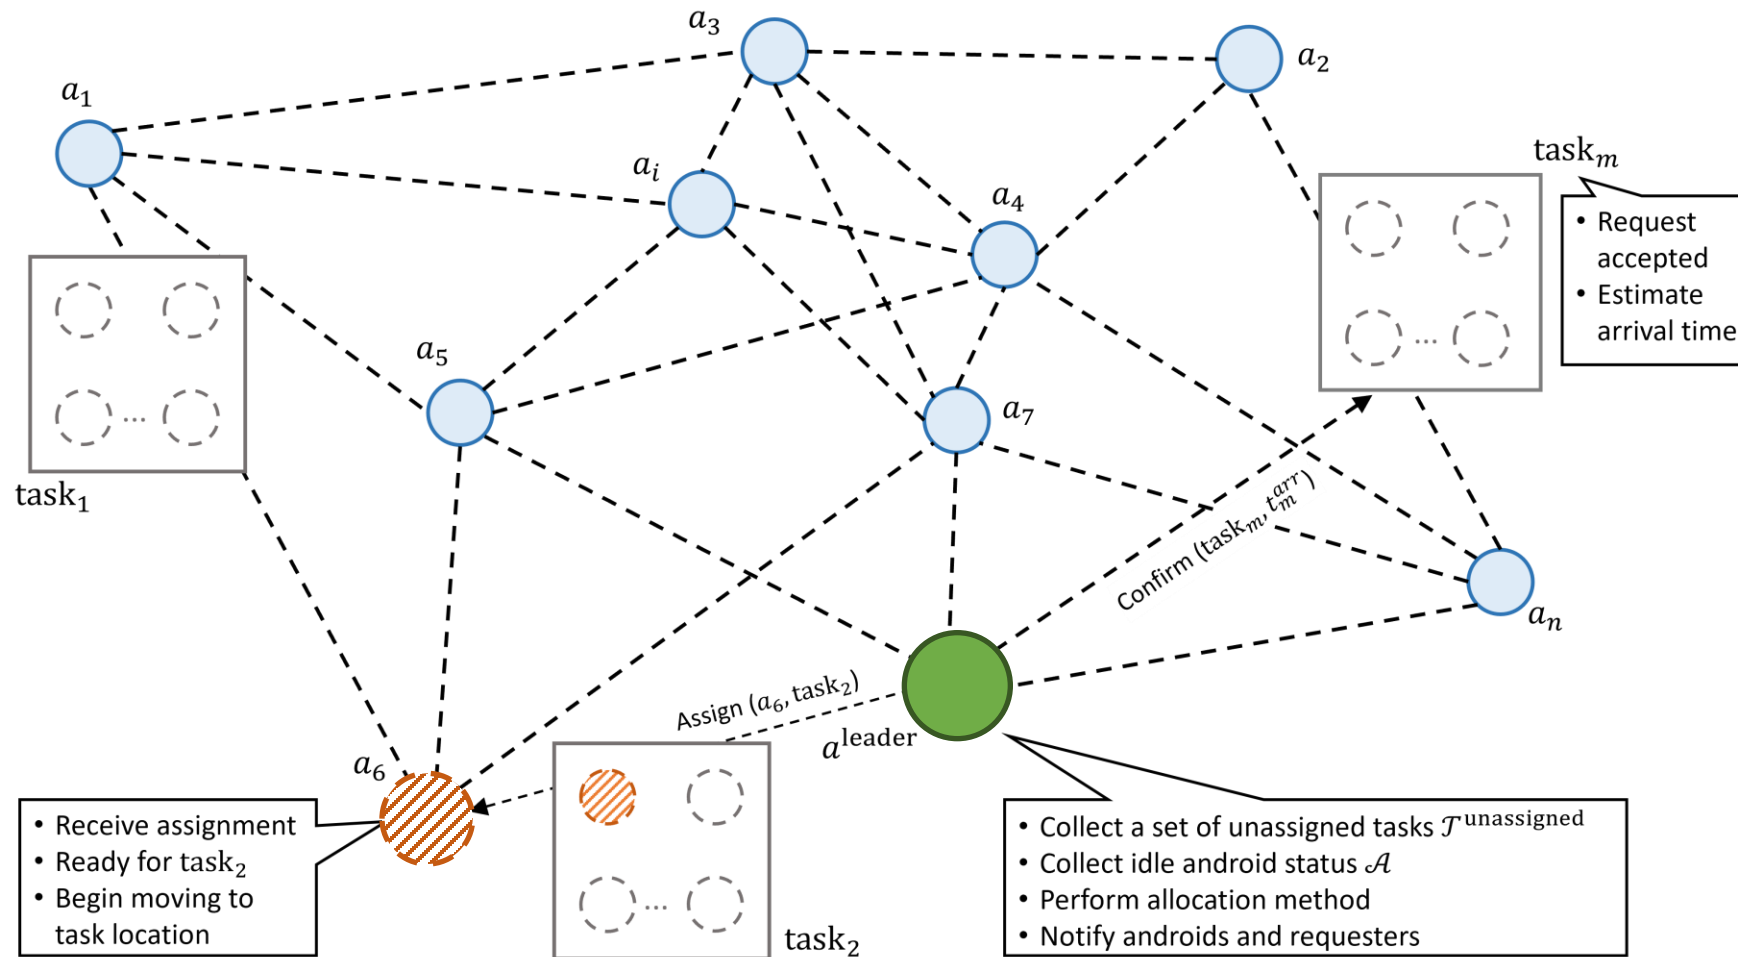 a₃
a₂
a₁
taskₘ
aᵢ
a₄
• Request
accepted
• Estimate
arrival time
a₅
a₇
task₁
Confirm (taskₘ, tₘᵃʳʳ)
aₙ
Assign (a₆, task₂)
aˡᵉᵃᵈᵉʳ
a₆
• Receive assignment
• Ready for task₂
• Begin moving to
task location
• Collect a set of unassigned tasks 𝒯ᵘⁿᵃˢˢⁱᵍⁿᵉᵈ
• Collect idle android status 𝒜
• Perform allocation method
• Notify androids and requesters
task₂
...
...
...